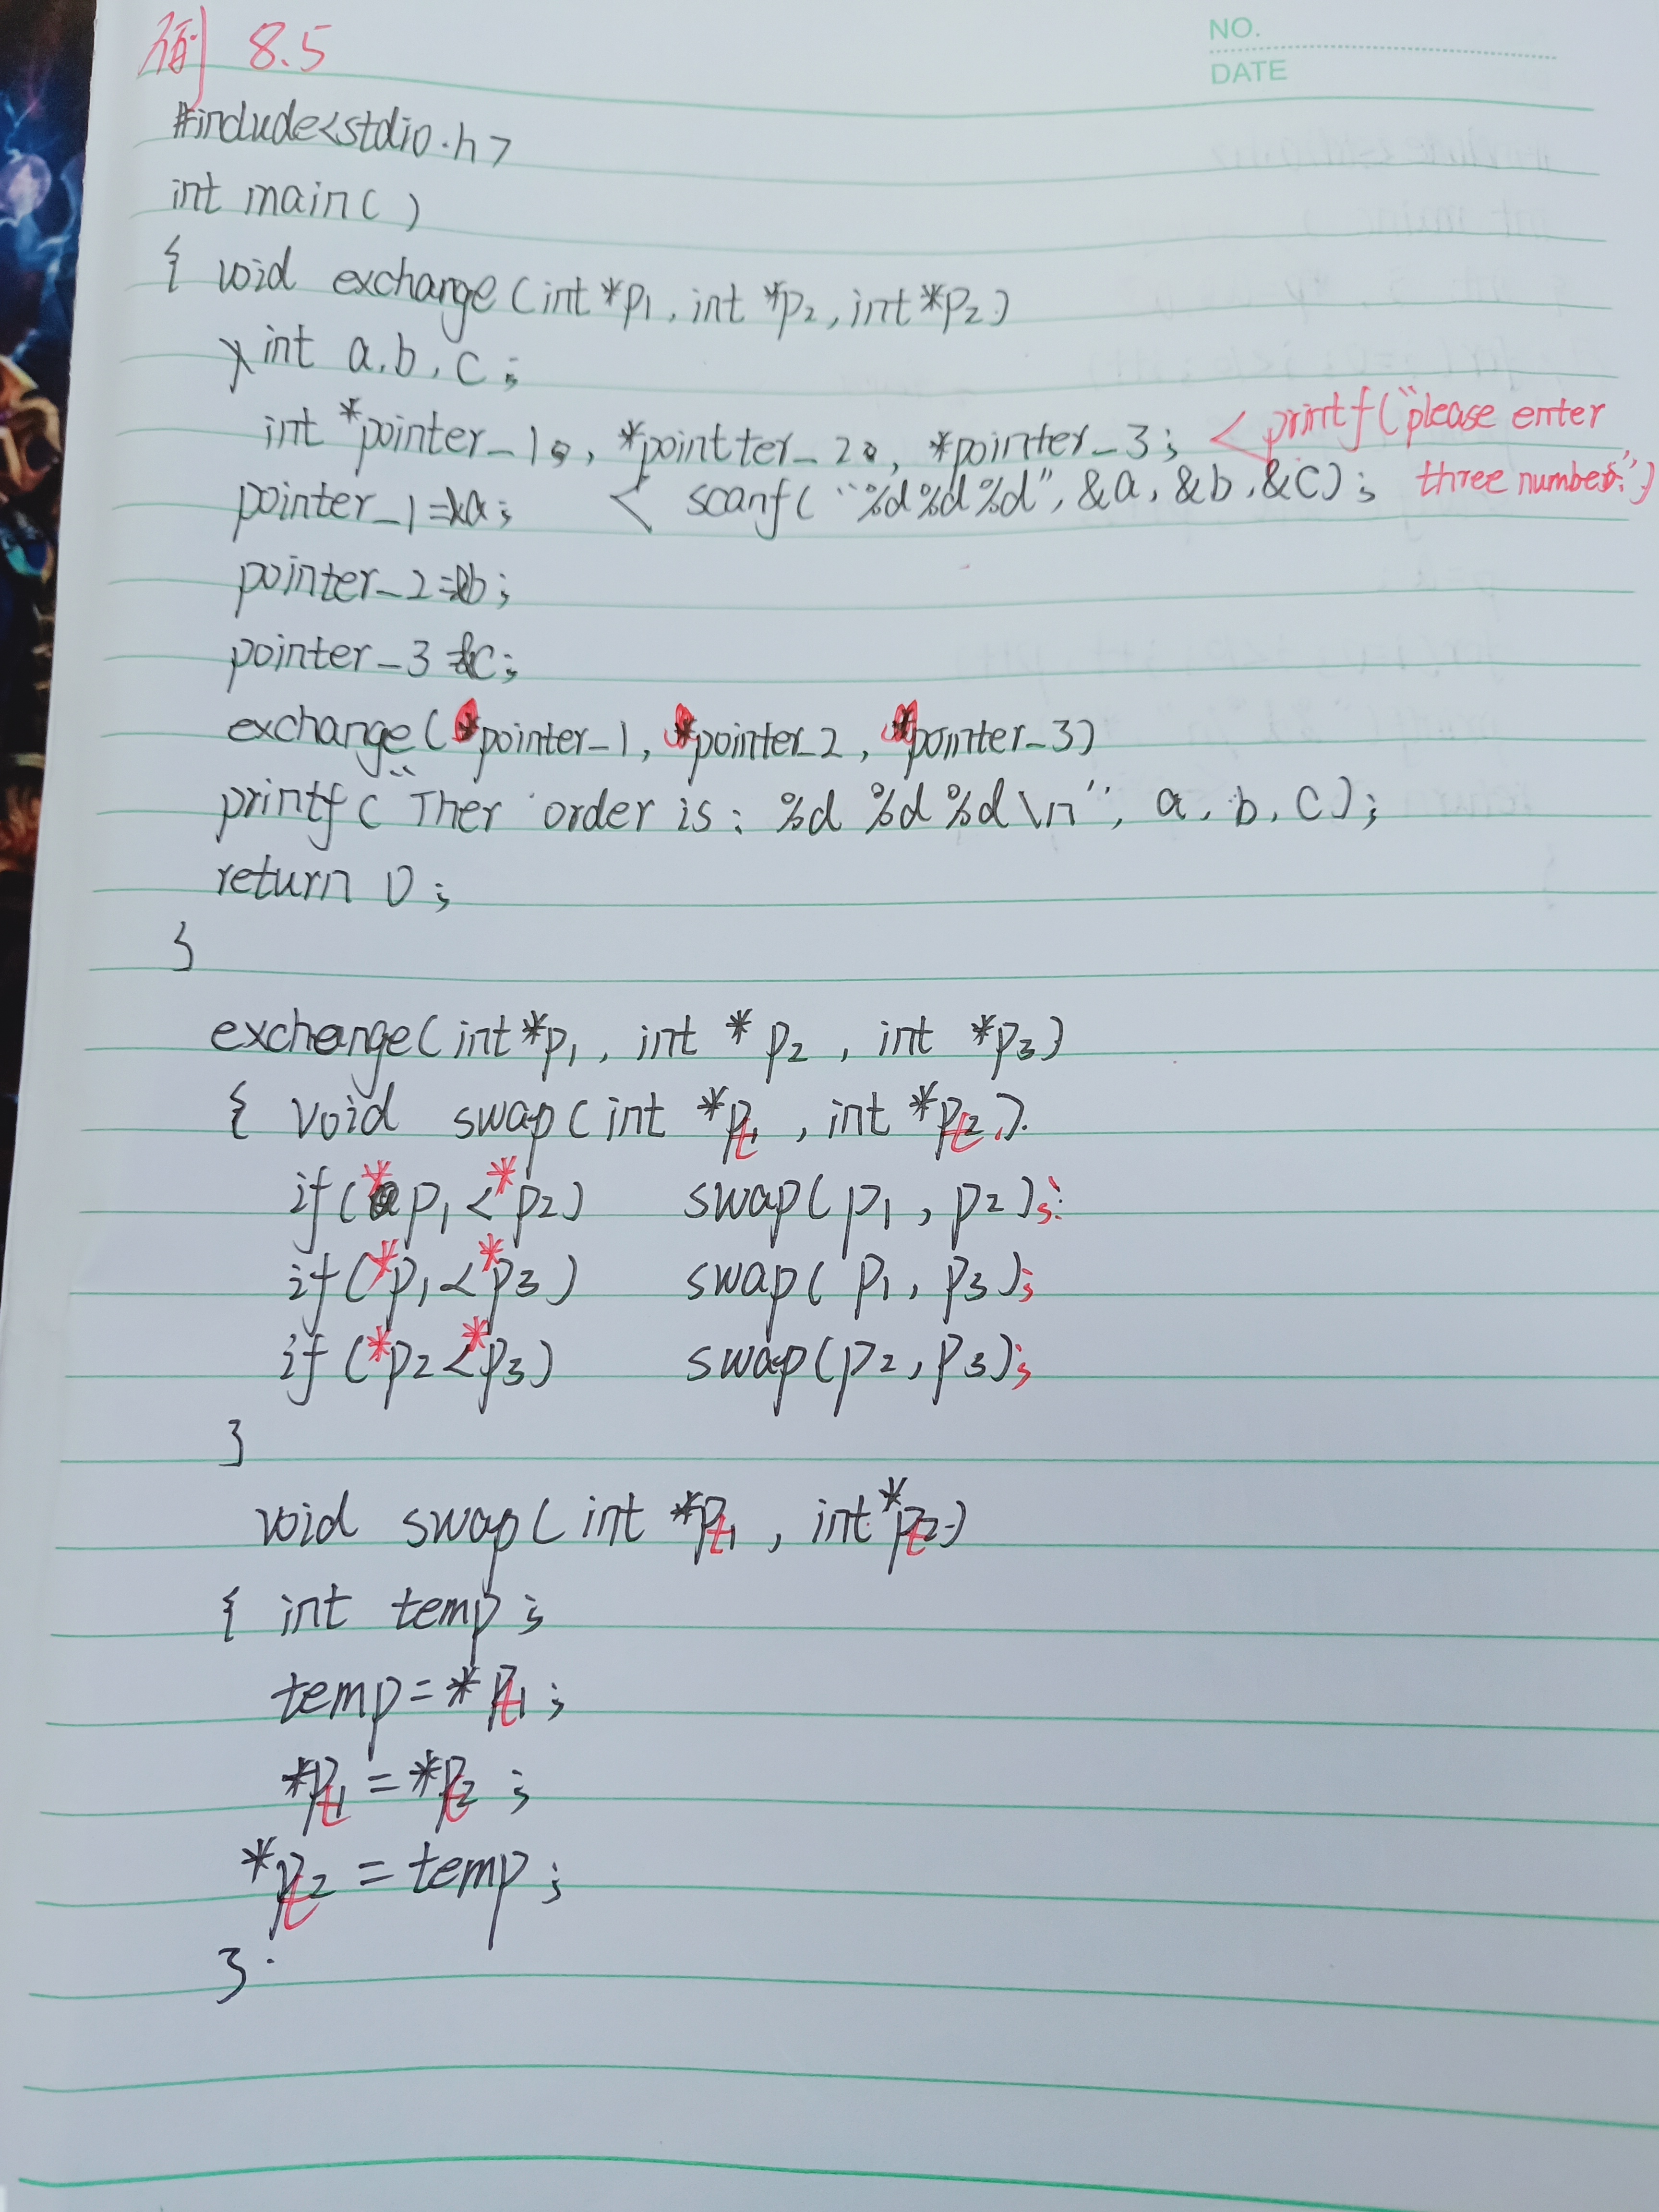 例 8.5
NO.
DATE
#include<stdio.h>
int main( )
{ void exchange(int *p1, int *p2, int *p2)
int a, b, c;
int *pointer_1, *pointter_2, *pointer_3; < printf("please enter
three number:")
pointer_1=&a; < scanf("%d%d%d", &a, &b, &c);
pointer_2=&b;
pointer_3=&c;
exchange(pointer_1, pointer_2, pointer_3)
printf("Ther order is: %d %d %d \n", a, b, c);
return 0;
}
exchange(int *p1, int *p2, int *p3)
{ void swap(int *pt1, int *pt2)
if(*p1<*p2) swap(p1, p2);
if(*p1<*p3) swap(p1, p3);
if(*p2<*p3) swap(p2, p3);
}
void swap(int *pt1, int *pt2)
{ int temp;
temp=*pt1;
*pt1=*pt2;
*pt2=temp;
}